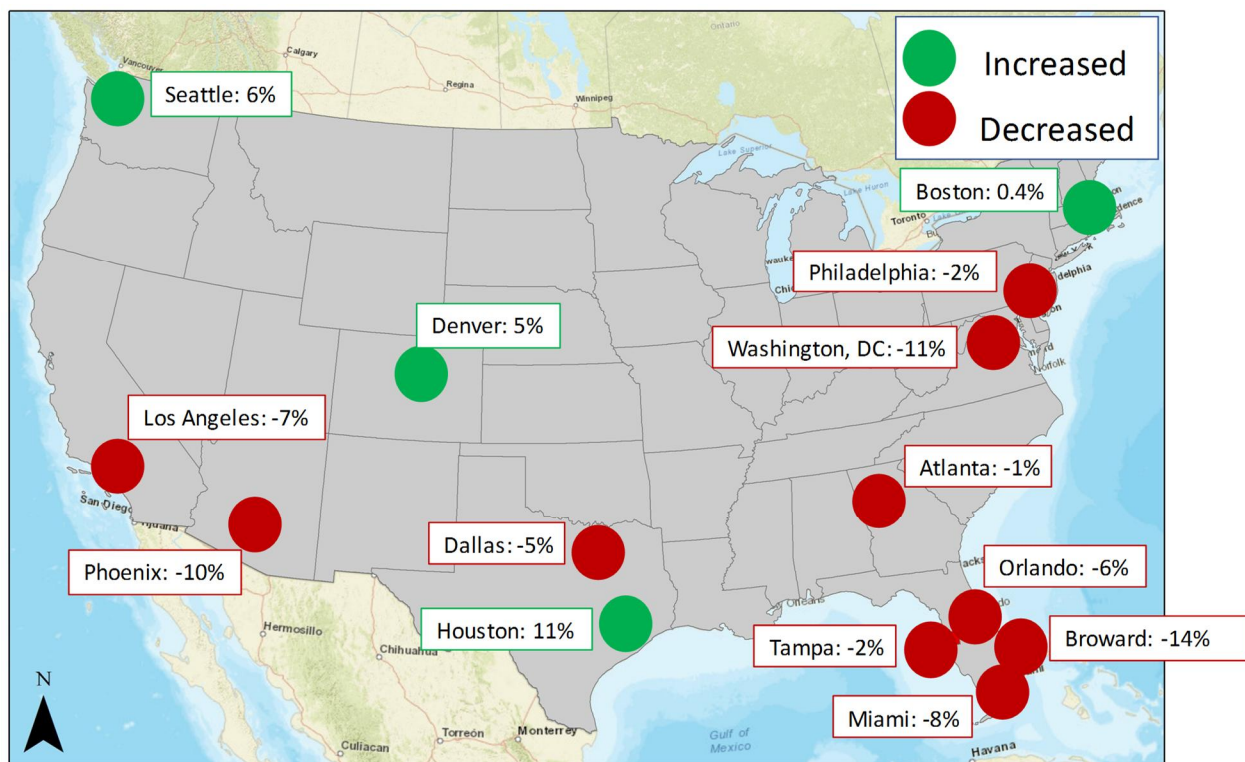 Increased
Decreased
Ontario
Calgary
Vancouver
Regina
Winnipeg
Seattle: 6%
Lake Superior
Lake Huron
Boston: 0.4%
Toronto
Philadelphia: -2%
Denver: 5%
Washington, DC: -11%
Norfolk
Los Angeles: -7%
Atlanta: -1%
San Diego
Dallas: -5%
Phoenix: -10%
Orlando: -6%
Houston: 11%
Hermosillo
Chihuahua
Tampa: -2%
Broward: -14%
N
Miami: -8%
Gulf of
Mexico
Monterrey
Torreón
Culiacan
Havana